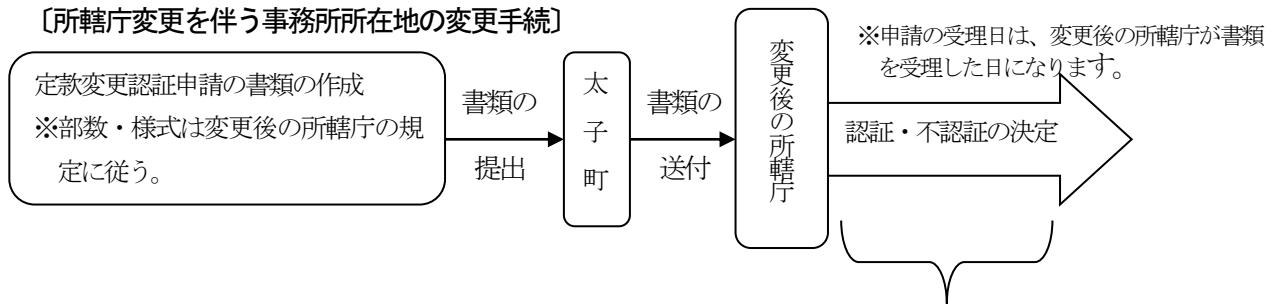 〔所轄庁変更を伴う事務所所在地の変更手続〕
定款変更認証申請の書類の作成
※部数・様式は変更後の所轄庁の規
定に従う。
書類の
提出
太子町
書類の
送付
変更後の所轄庁
※申請の受理日は、変更後の所轄庁が書類
を受理した日になります。
認証・不認証の決定